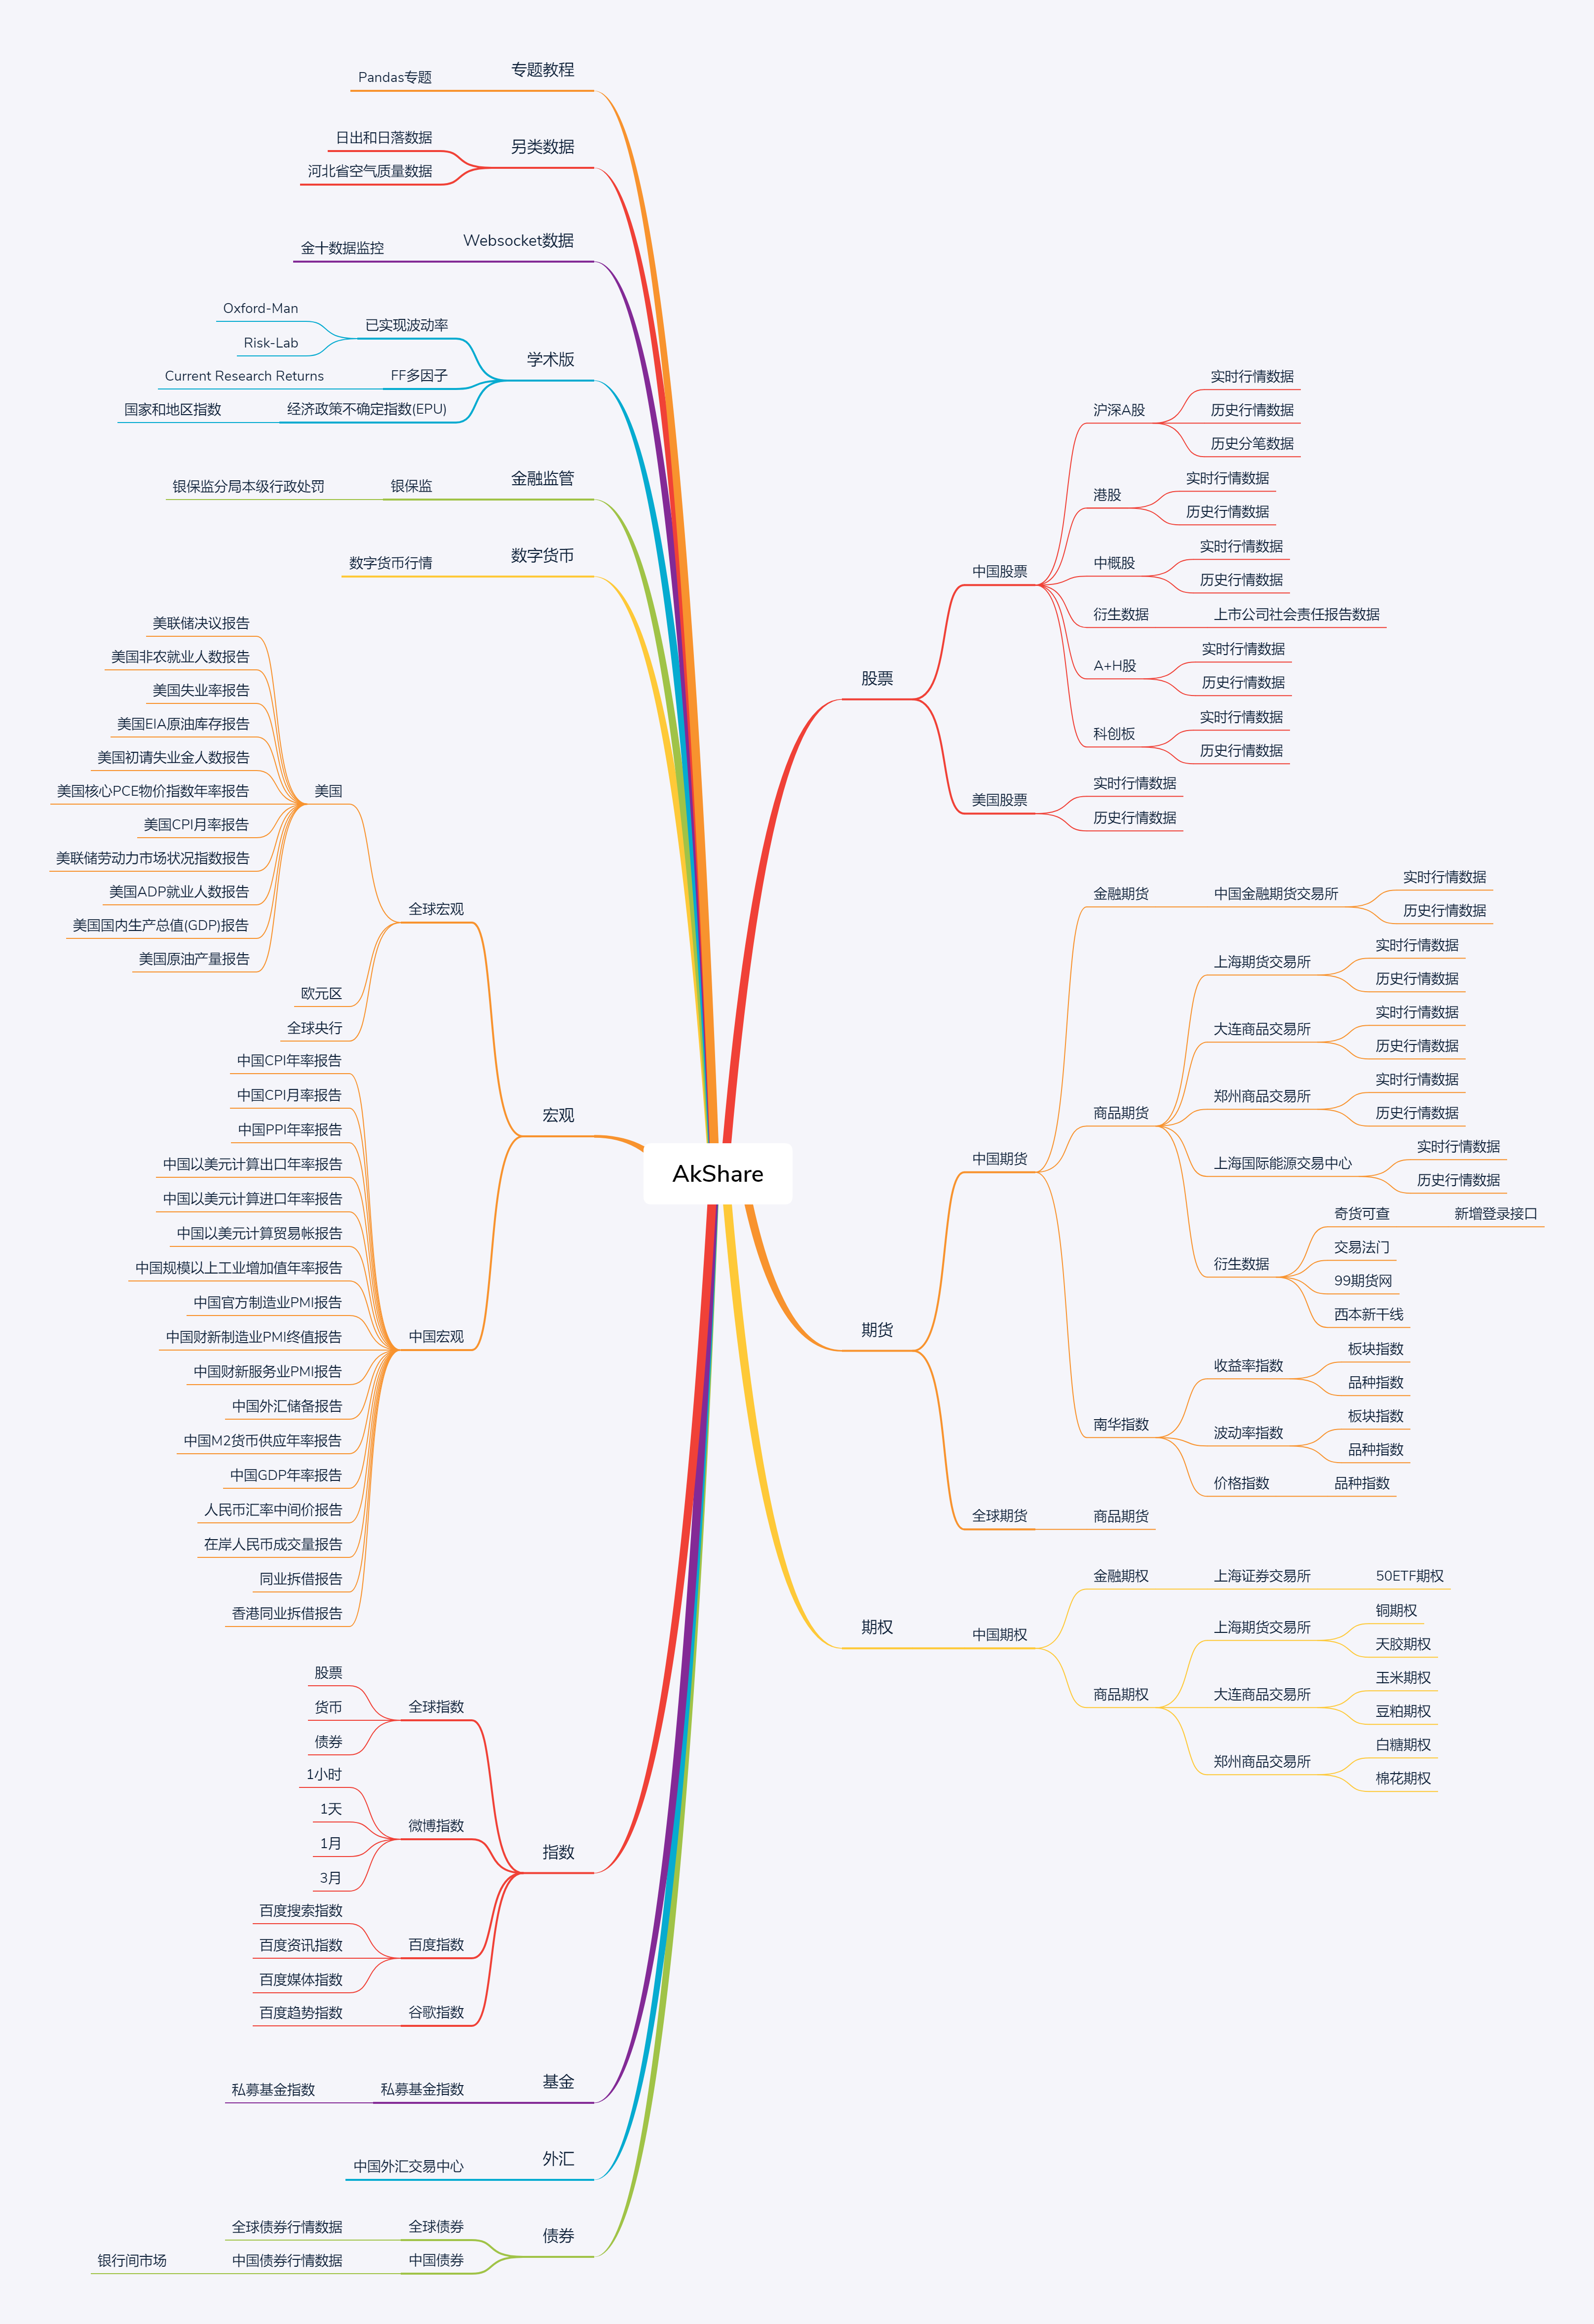 AkShare
股票
中国股票
沪深A股
实时行情数据
历史行情数据
历史分笔数据
港股
实时行情数据
历史行情数据
中概股
实时行情数据
历史行情数据
衍生数据
上市公司社会责任报告数据
A+H股
实时行情数据
历史行情数据
科创板
实时行情数据
历史行情数据
美国股票
实时行情数据
历史行情数据
期货
中国期货
金融期货
中国金融期货交易所
实时行情数据
历史行情数据
商品期货
上海期货交易所
实时行情数据
历史行情数据
大连商品交易所
实时行情数据
历史行情数据
郑州商品交易所
实时行情数据
历史行情数据
上海国际能源交易中心
实时行情数据
历史行情数据
衍生数据
奇货可查
新增登录接口
交易法门
99期货网
西本新干线
南华指数
收益率指数
板块指数
品种指数
波动率指数
板块指数
品种指数
价格指数
品种指数
全球期货
商品期货
期权
中国期权
金融期权
上海证券交易所
50ETF期权
商品期权
上海期货交易所
铜期权
天胶期权
大连商品交易所
玉米期权
豆粕期权
郑州商品交易所
白糖期权
棉花期权
专题教程
Pandas专题
另类数据
日出和日落数据
河北省空气质量数据
Websocket数据
金十数据监控
学术版
已实现波动率
Oxford-Man
Risk-Lab
FF多因子
Current Research Returns
经济政策不确定指数(EPU)
国家和地区指数
金融监管
银保监
银保监分局本级行政处罚
数字货币
数字货币行情
宏观
全球宏观
美国
美联储决议报告
美国非农就业人数报告
美国失业率报告
美国EIA原油库存报告
美国初请失业金人数报告
美国核心PCE物价指数年率报告
美国CPI月率报告
美联储劳动力市场状况指数报告
美国ADP就业人数报告
美国国内生产总值(GDP)报告
美国原油产量报告
欧元区
全球央行
中国宏观
中国CPI年率报告
中国CPI月率报告
中国PPI年率报告
中国以美元计算出口年率报告
中国以美元计算进口年率报告
中国以美元计算贸易帐报告
中国规模以上工业增加值年率报告
中国官方制造业PMI报告
中国财新制造业PMI终值报告
中国财新服务业PMI报告
中国外汇储备报告
中国M2货币供应年率报告
中国GDP年率报告
人民币汇率中间价报告
在岸人民币成交量报告
同业拆借报告
香港同业拆借报告
指数
全球指数
股票
货币
债券
微博指数
1小时
1天
1月
3月
百度指数
百度搜索指数
百度资讯指数
百度媒体指数
谷歌指数
百度趋势指数
基金
私募基金指数
私募基金指数
外汇
中国外汇交易中心
债券
全球债券
全球债券行情数据
中国债券
中国债券行情数据
银行间市场